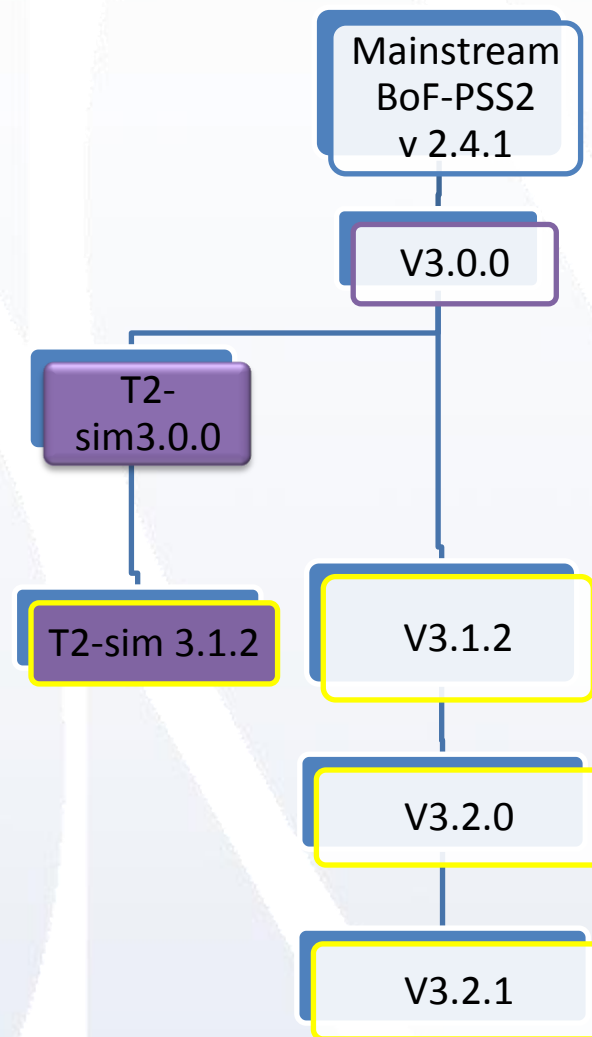 Mainstream
BoF-PSS2
v 2.4.1
V3.0.0
T2-
sim3.0.0
T2-sim 3.1.2
V3.1.2
V3.2.0
V3.2.1